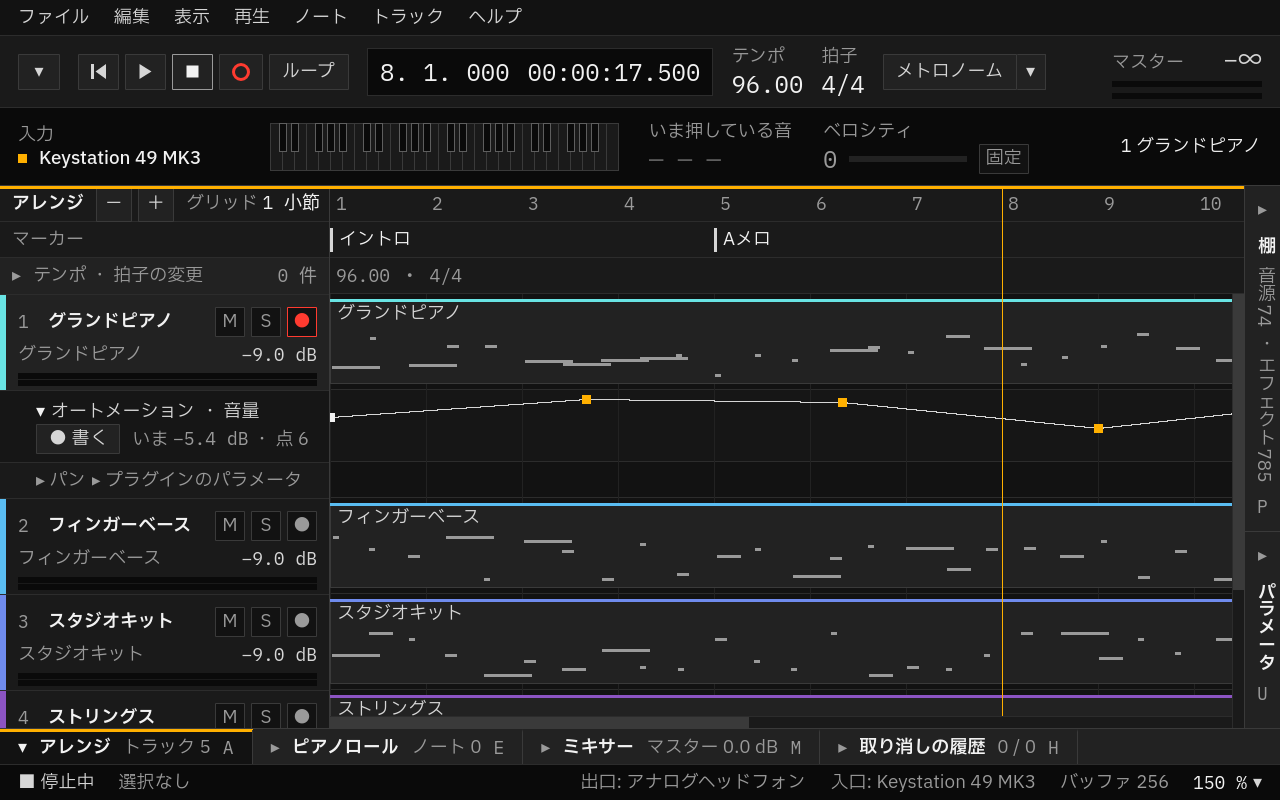 ファイル 編集 表示 再生 ノート トラック ヘルプ
ループ 8. 1. 000 00:00:17.500 テンポ 96.00 拍子 4/4 メトロノーム ▼ マスター −∞
入力 Keystation 49 MK3 いま押している音 — — — ベロシティ 0 固定 1 グランドピアノ
アレンジ − + グリッド 1 小節 1 2 3 4 5 6 7 8 9 10
マーカー イントロ Aメロ
▸ テンポ · 拍子の変更 0 件 96.00 • 4/4
1 グランドピアノ M S
グランドピアノ −9.0 dB
グランドピアノ
▾ オートメーション · 音量
書く いま −5.4 dB · 点 6
▸ パン ▸ プラグインのパラメータ
2 フィンガーベース M S
フィンガーベース −9.0 dB
フィンガーベース
3 スタジオキット M S
スタジオキット −9.0 dB
スタジオキット
4 ストリングス M S
ストリングス
▸ 棚 音源 74 · エフェクト 785 P
▸ パラメータ U
▾ アレンジ トラック 5 A ▸ ピアノロール ノート 0 E ▸ ミキサー マスター 0.0 dB M ▸ 取り消しの履歴 0 / 0 H
■ 停止中 選択なし 出口: アナログヘッドフォン 入口: Keystation 49 MK3 バッファ 256 150 % ▾